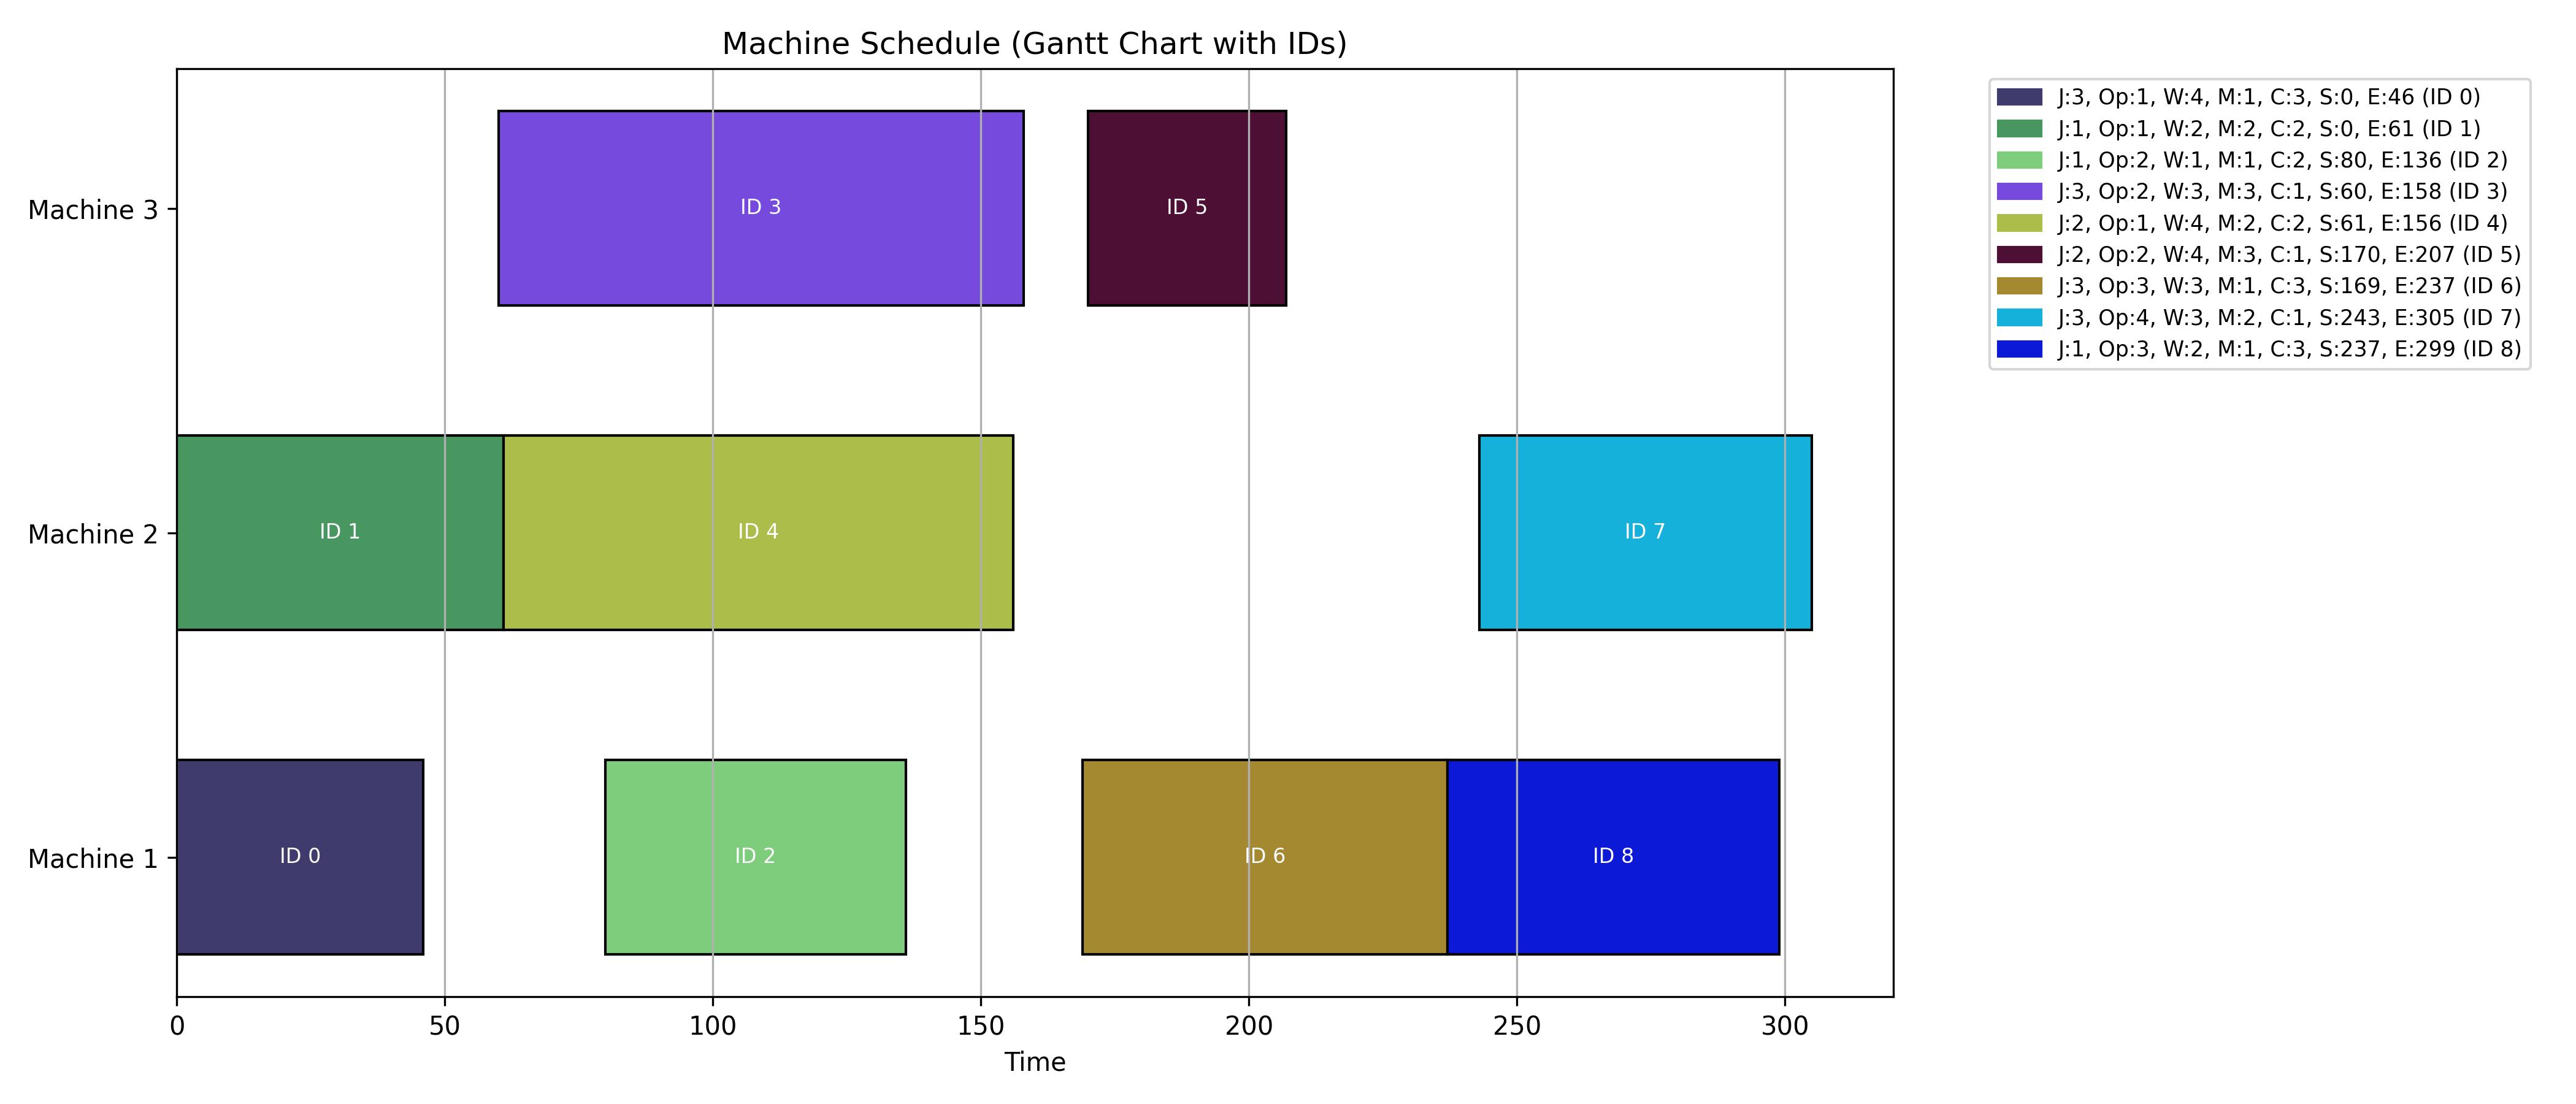 Machine Schedule (Gantt Chart with IDs)
J:3, Op:1, W:4, M:1, C:3, S:0, E:46 (ID 0)
J:1, Op:1, W:2, M:2, C:2, S:0, E:61 (ID 1)
J:1, Op:2, W:1, M:1, C:2, S:80, E:136 (ID 2)
J:3, Op:2, W:3, M:3, C:1, S:60, E:158 (ID 3)
J:2, Op:1, W:4, M:2, C:2, S:61, E:156 (ID 4)
J:2, Op:2, W:4, M:3, C:1, S:170, E:207 (ID 5)
J:3, Op:3, W:3, M:1, C:3, S:169, E:237 (ID 6)
J:3, Op:4, W:3, M:2, C:1, S:243, E:305 (ID 7)
J:1, Op:3, W:2, M:1, C:3, S:237, E:299 (ID 8)
Machine 3 ID 3 ID 5
Machine 2 ID 1 ID 4 ID 7
Machine 1 ID 0 ID 2 ID 6 ID 8
0 50 100 150 200 250 300
Time